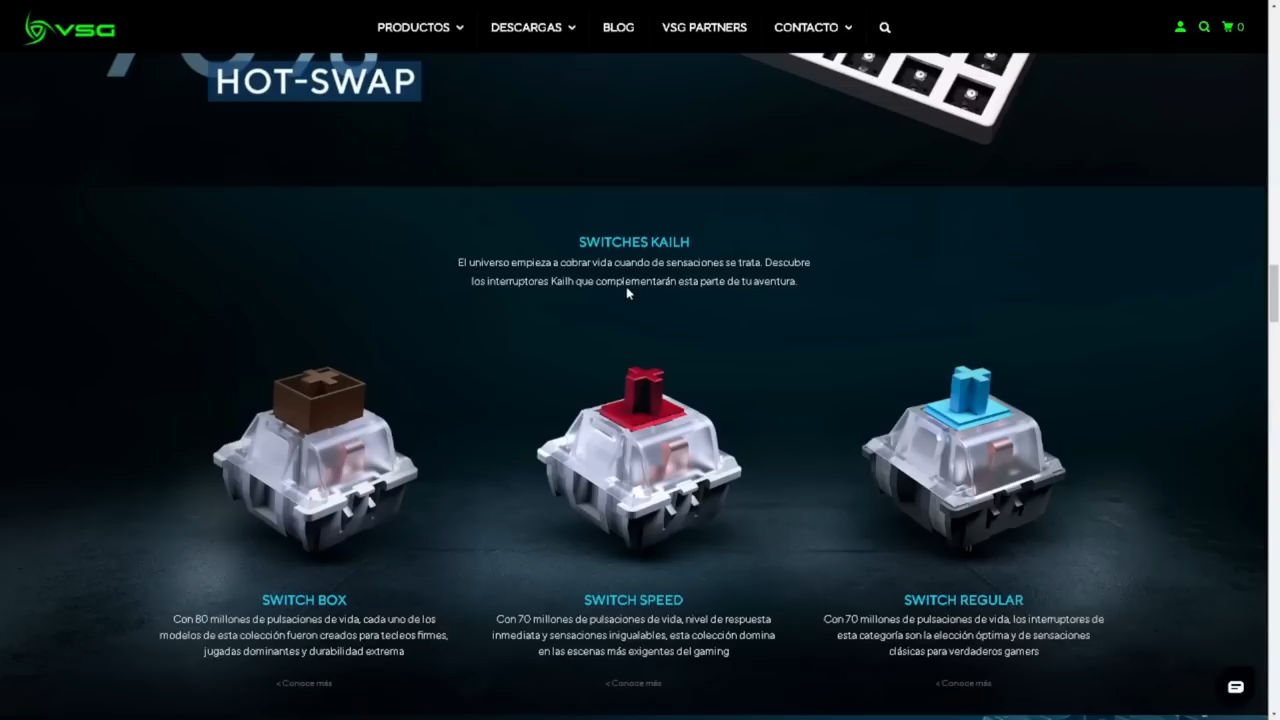 VSG
PRODUCTOS
DESCARGAS
BLOG
VSG PARTNERS
CONTACTO
0
HOT-SWAP
SWITCHES KAILH
El universo empieza a cobrar vida cuando de sensaciones se trata. Descubre
los interruptores Kailh que complementarán esta parte de tu aventura.
SWITCH BOX
Con 80 millones de pulsaciones de vida, cada uno de los
modelos de esta colección fueron creados para tecleos firmes,
jugadas dominantes y durabilidad extrema
< Conoce más
SWITCH SPEED
Con 70 millones de pulsaciones de vida, nivel de respuesta
inmediata y sensaciones inigualables, esta colección domina
en las escenas más exigentes del gaming
< Conoce más
SWITCH REGULAR
Con 70 millones de pulsaciones de vida, los interruptores de
esta categoría son la elección óptima y de sensaciones
clásicas para verdaderos gamers
< Conoce más